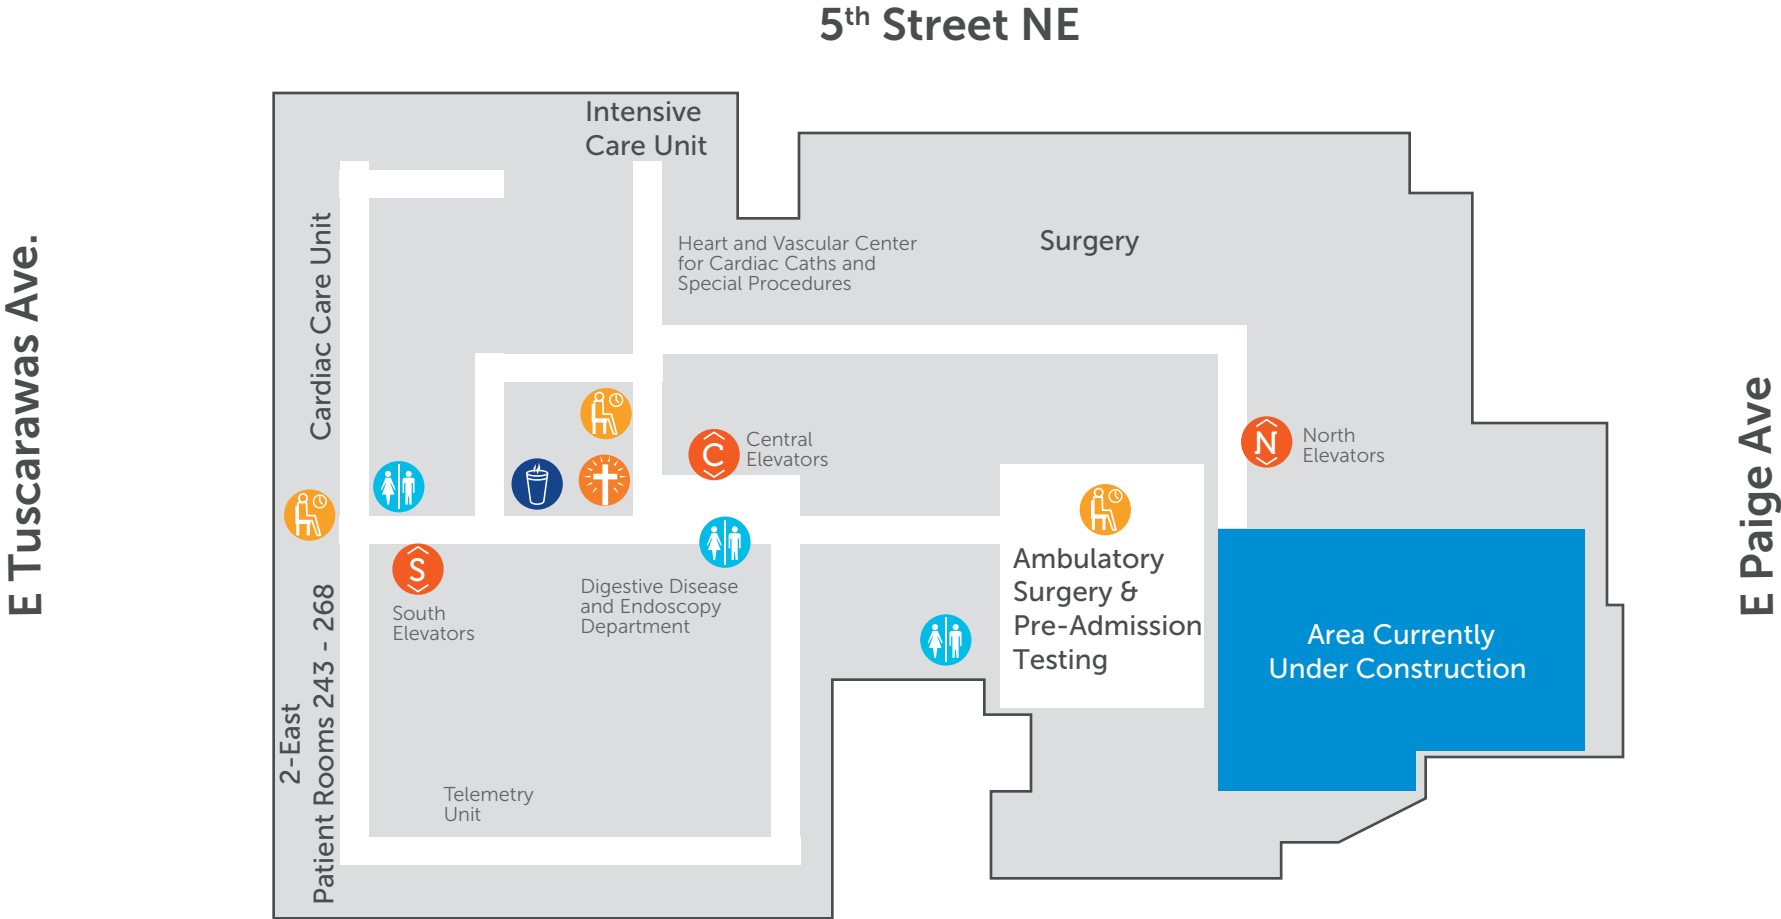 5th Street NE
E Tuscarawas Ave.
E Paige Ave
Intensive
Care Unit
Cardiac Care Unit
Heart and Vascular Center
for Cardiac Caths and
Special Procedures
Surgery
C
Central
Elevators
N
North
Elevators
S
South
Elevators
Digestive Disease
and Endoscopy
Department
Ambulatory
Surgery &
Pre-Admission
Testing
Area Currently
Under Construction
2-East
Patient Rooms 243 - 268
Telemetry
Unit